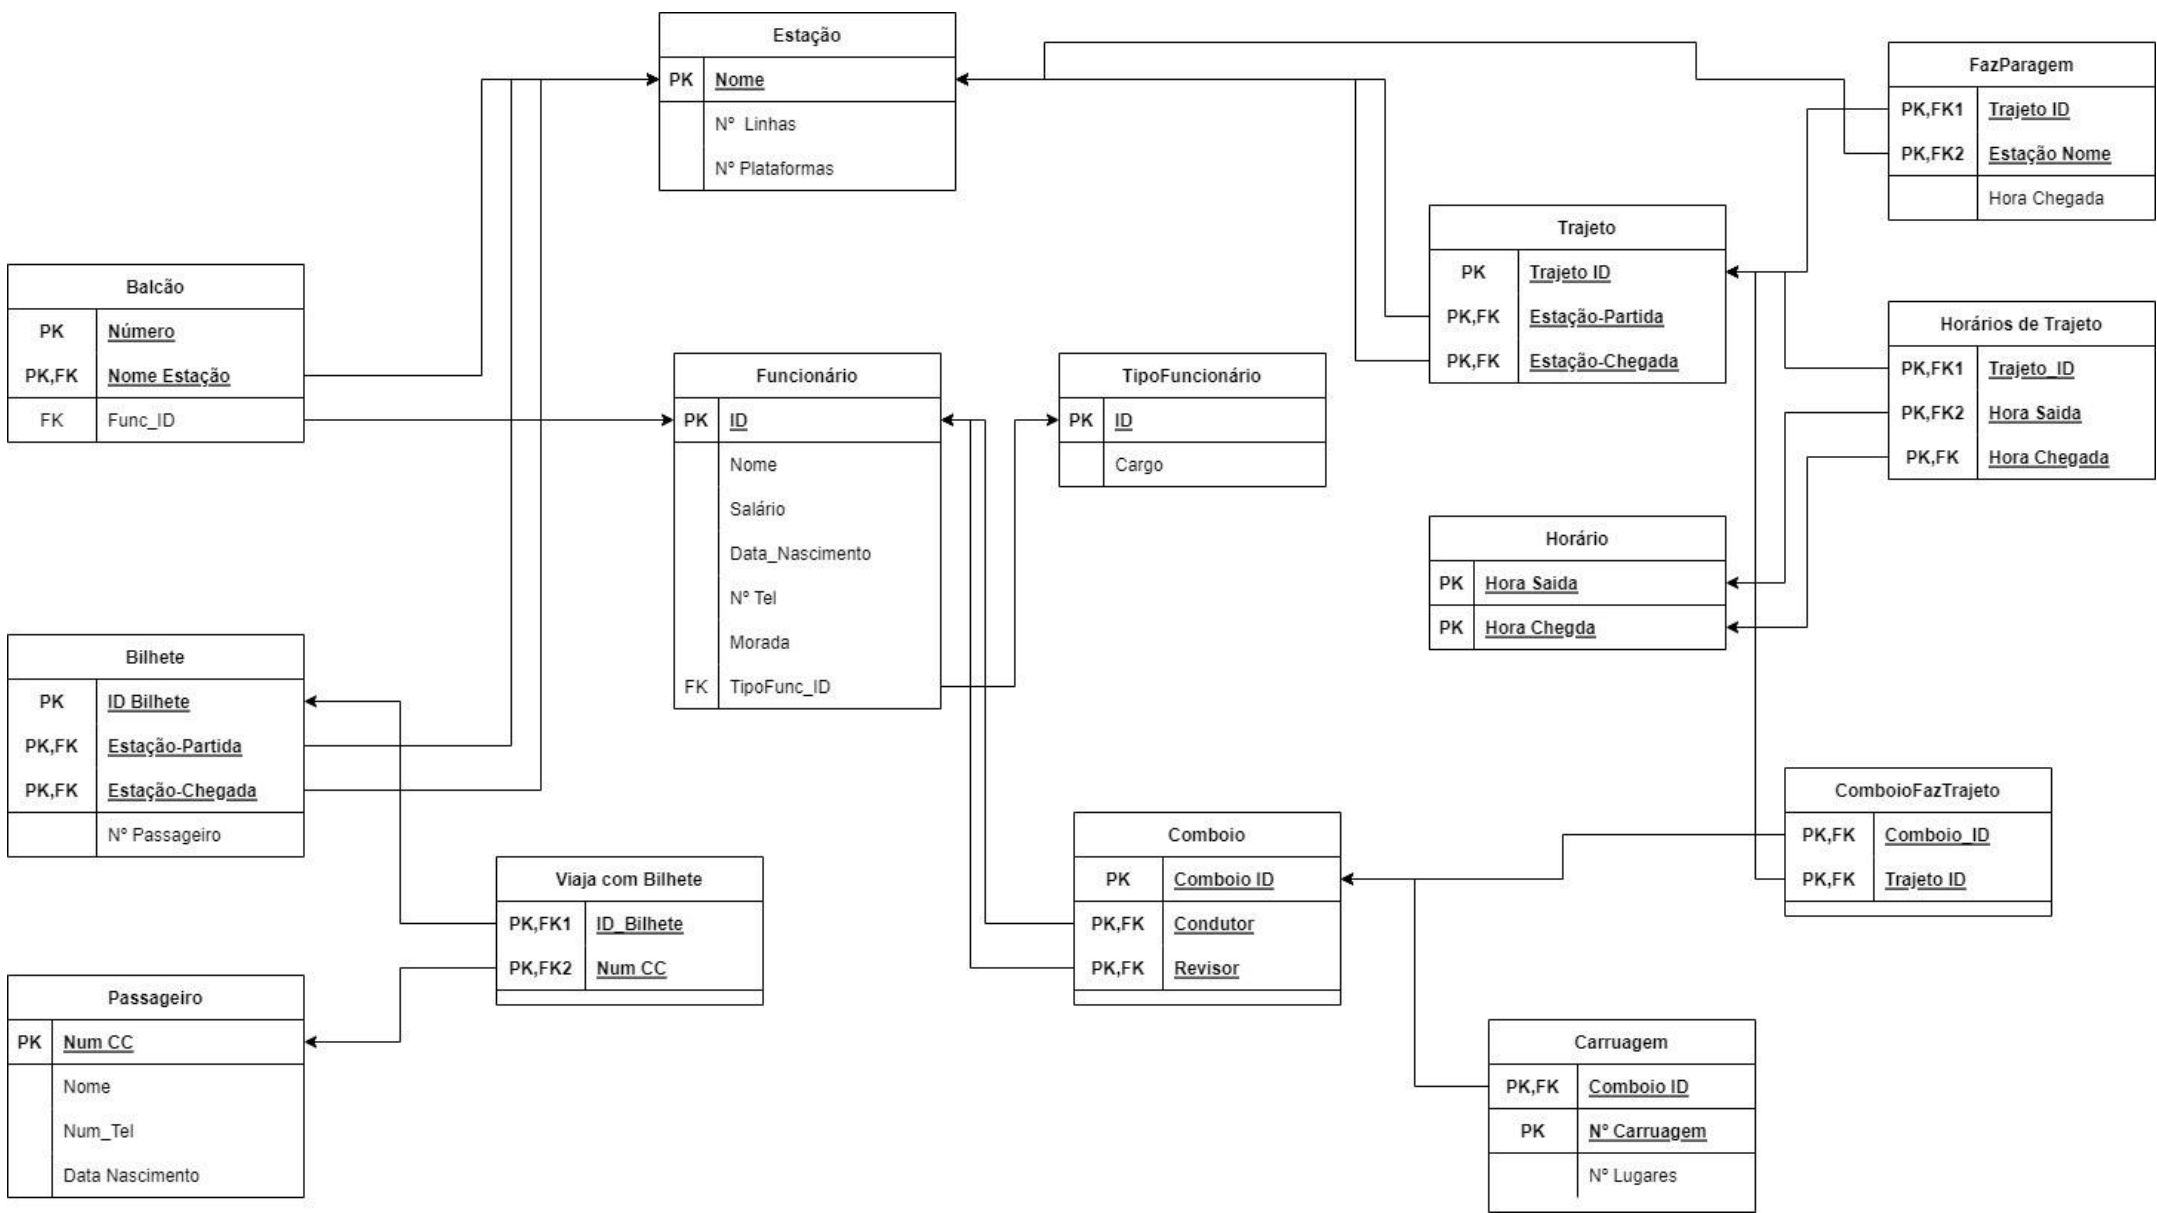 Estação
PK Nome
Nº Linhas
Nº Plataformas
FazParagem
PK,FK1 Trajeto ID
PK,FK2 Estação Nome
Hora Chegada
Trajeto
PK Trajeto ID
PK,FK Estação-Partida
PK,FK Estação-Chegada
Balcão
PK Número
PK,FK Nome Estação
FK Func_ID
Funcionário
PK ID
Nome
Salário
Data_Nascimento
Nº Tel
Morada
FK TipoFunc_ID
TipoFuncionário
PK ID
Cargo
Horários de Trajeto
PK,FK1 Trajeto_ID
PK,FK2 Hora Saida
PK,FK Hora Chegada
Horário
PK Hora Saida
PK Hora Chegda
Bilhete
PK ID Bilhete
PK,FK Estação-Partida
PK,FK Estação-Chegada
Nº Passageiro
Viaja com Bilhete
PK,FK1 ID_Bilhete
PK,FK2 Num CC
Comboio
PK Comboio ID
PK,FK Condutor
PK,FK Revisor
ComboioFazTrajeto
PK,FK Comboio_ID
PK,FK Trajeto ID
Passageiro
PK Num CC
Nome
Num_Tel
Data Nascimento
Carruagem
PK,FK Comboio ID
PK Nº Carruagem
Nº Lugares